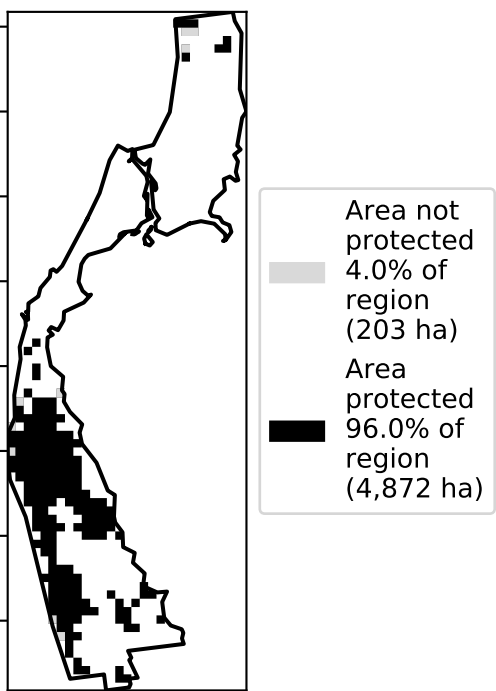 Area not
protected
4.0% of
region
(203 ha)
Area
protected
96.0% of
region
(4,872 ha)